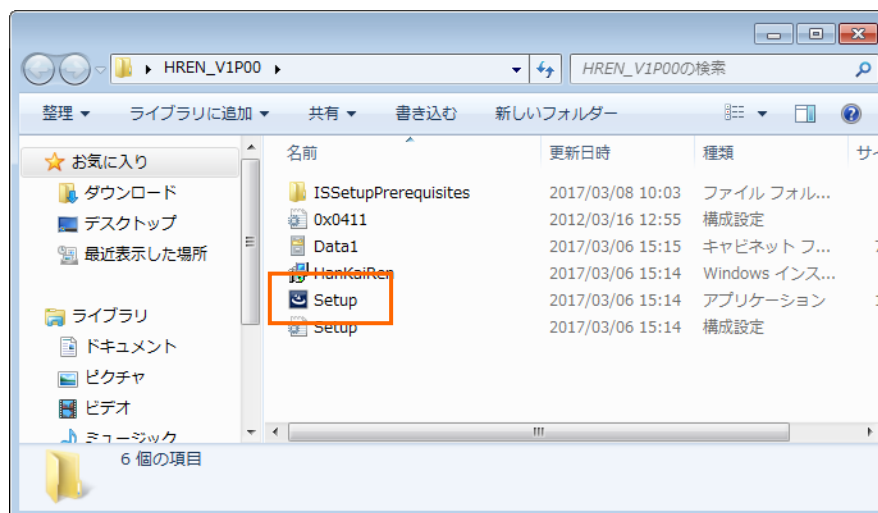 HREN_V1P00
HREN_V1P00の検索
整理 ライブラリに追加 共有 書き込む 新しいフォルダー
お気に入り
ダウンロード
デスクトップ
最近表示した場所
ライブラリ
ドキュメント
ピクチャ
ビデオ
ミュージック
名前 更新日時 種類 サ
ISSetupPrerequisites 2017/03/08 10:03 ファイル フォル...
0x0411 2012/03/16 12:55 構成設定
Data1 2017/03/06 15:15 キャビネット フ...
HanKaiRen 2017/03/06 15:14 Windows インス...
Setup 2017/03/06 15:14 アプリケーション
Setup 2017/03/06 15:14 構成設定
6 個の項目